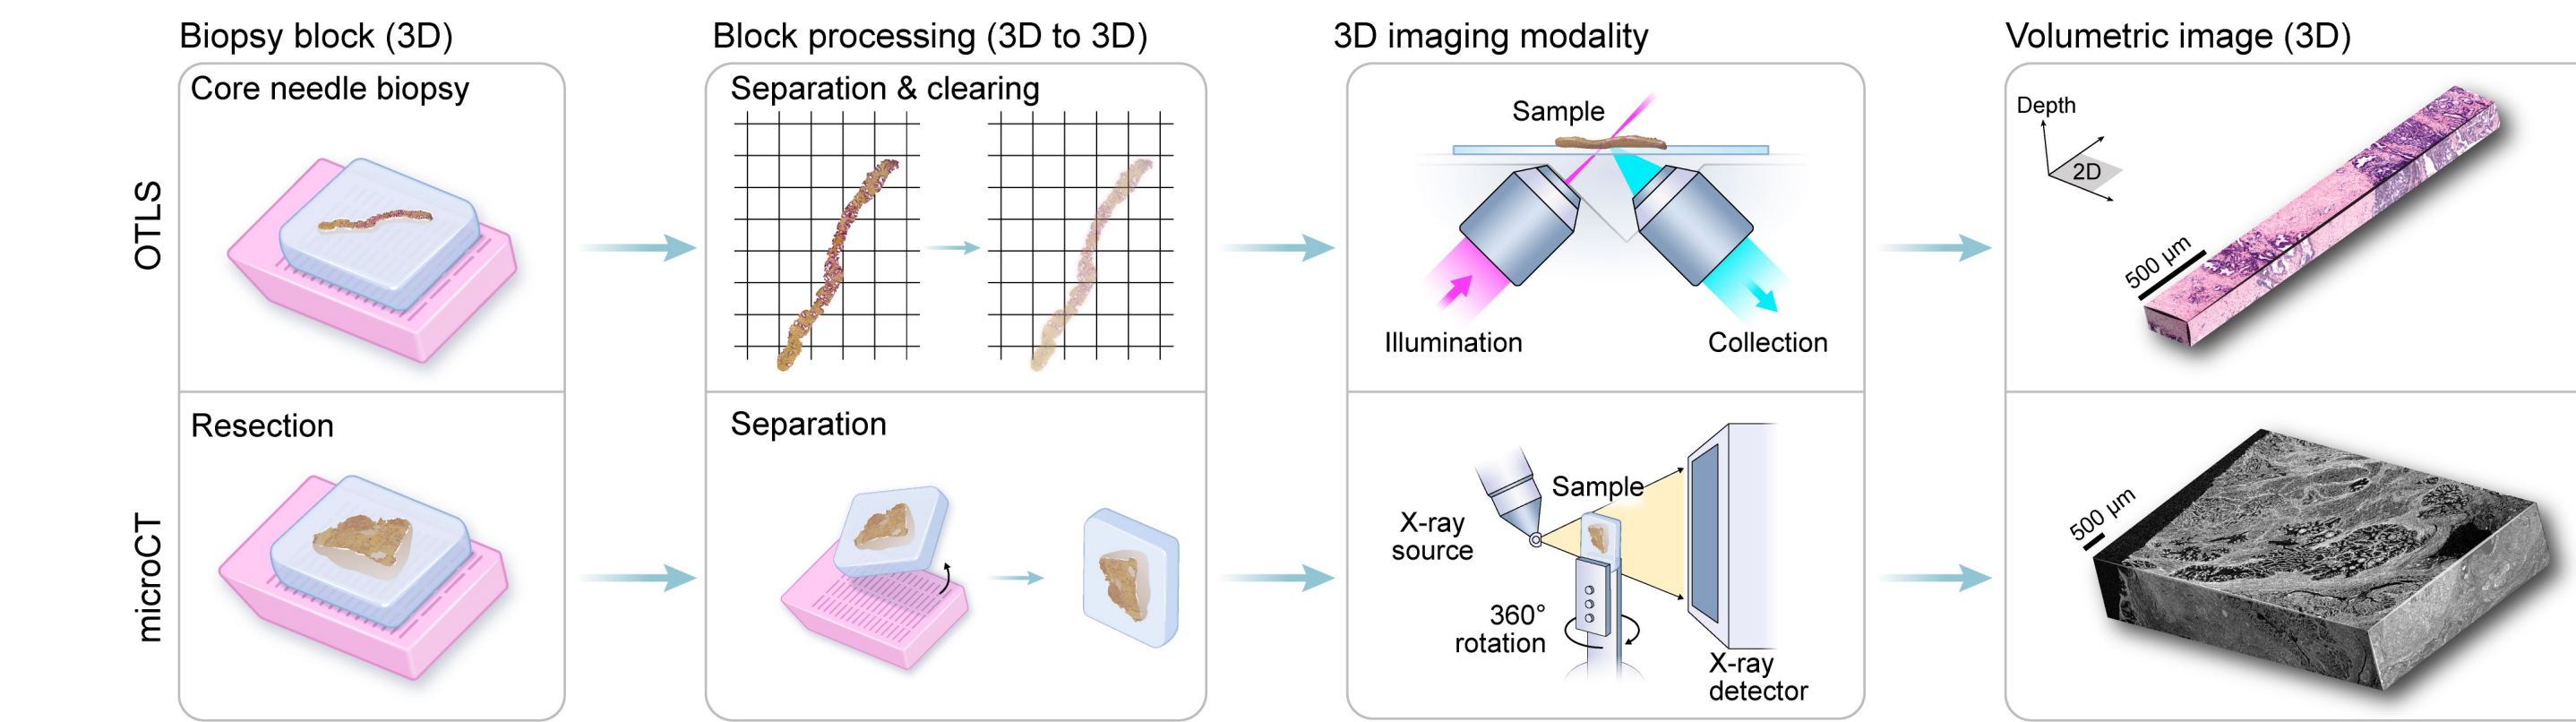 Biopsy block (3D)
Block processing (3D to 3D)
3D imaging modality
Volumetric image (3D)
OTLS
Core needle biopsy
Separation & clearing
Sample
Illumination
Collection
Depth
2D
500 µm
microCT
Resection
Separation
X-ray
source
Sample
360°
rotation
X-ray
detector
500 µm